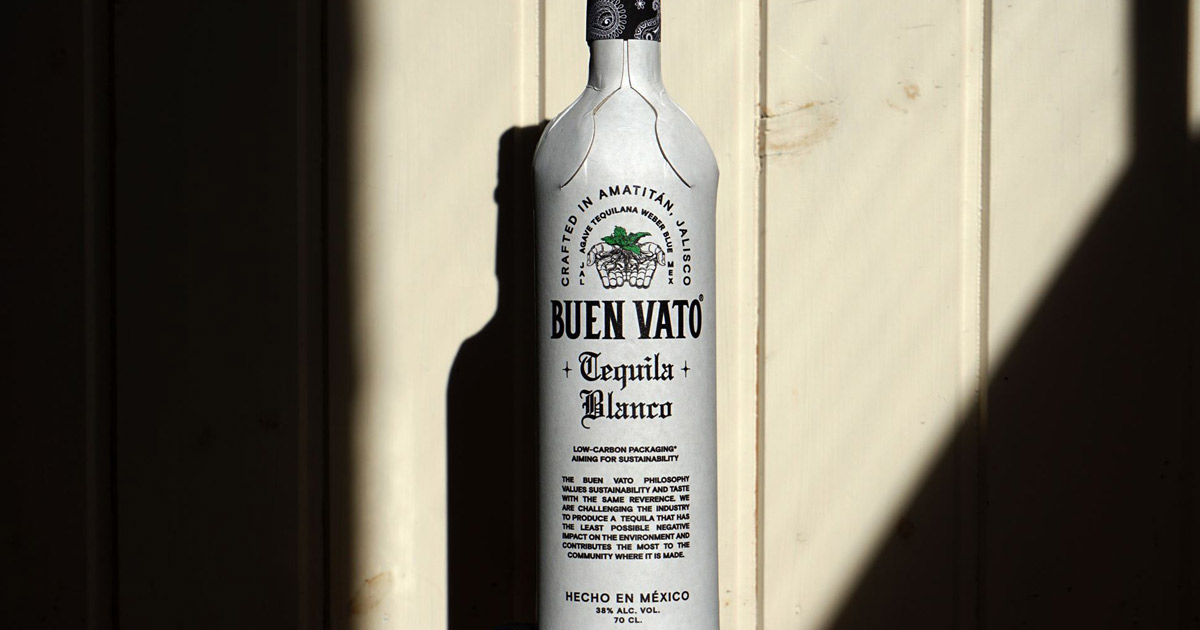 CRAFTED IN AMATITÁN, JALISCO
AGAVE TEQUILANA WEBER BLUE
JAL
MEX
BUEN VATO®
Tequila
Blanco
LOW-CARBON PACKAGING*
AIMING FOR SUSTAINABILITY
THE BUEN VATO PHILOSOPHY
VALUES SUSTAINABILITY AND TASTE
WITH THE SAME REVERENCE. WE
ARE CHALLENGING THE INDUSTRY
TO PRODUCE A TEQUILA THAT HAS
THE LEAST POSSIBLE NEGATIVE
IMPACT ON THE ENVIRONMENT AND
CONTRIBUTES THE MOST TO THE
COMMUNITY WHERE IT IS MADE.
HECHO EN MÉXICO
38% ALC. VOL.
70 CL.